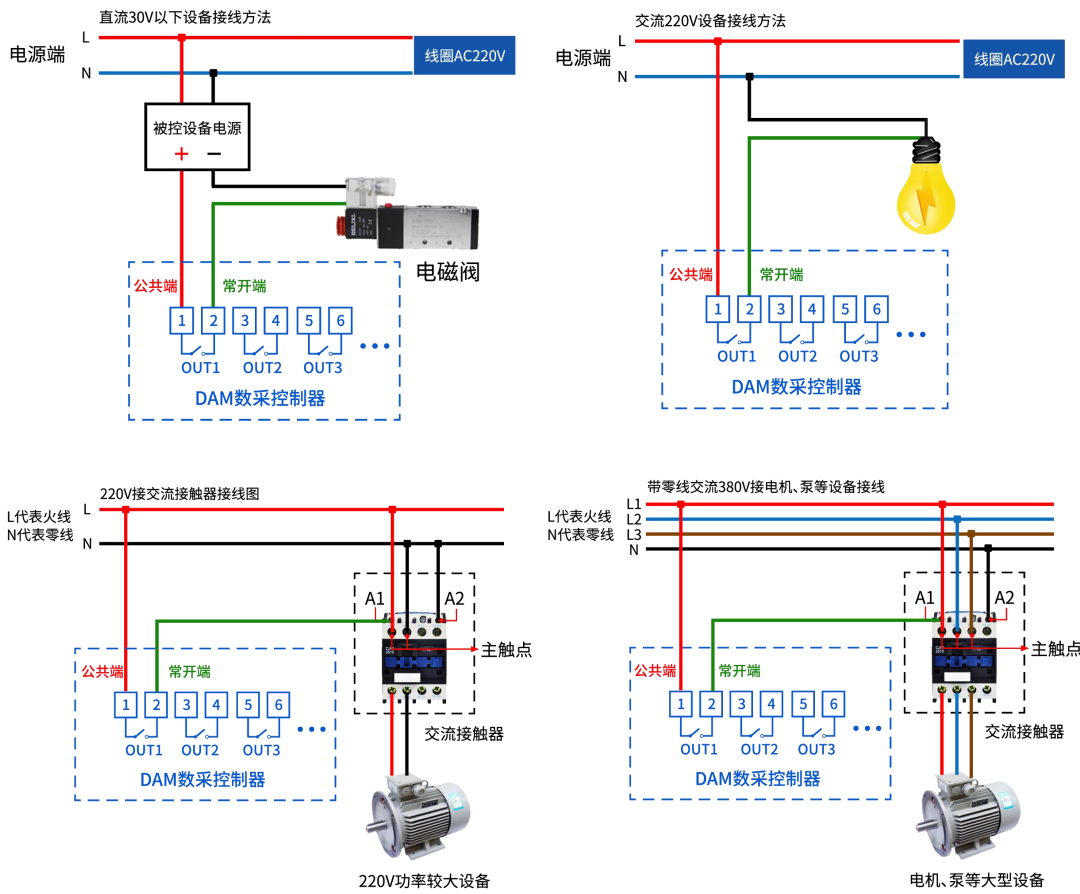 直流30V以下设备接线方法
电源端
L
N
线圈AC220V
被控设备电源
+ −
DELIXI
电磁阀
公共端
常开端
1 2 3 4 5 6
OUT1 OUT2 OUT3
DAM数采控制器
交流220V设备接线方法
电源端
L
N
线圈AC220V
公共端
常开端
1 2 3 4 5 6
OUT1 OUT2 OUT3
DAM数采控制器
220V接交流接触器接线图
L代表火线
N代表零线
L
N
A1 A2
主触点
交流接触器
公共端
常开端
1 2 3 4 5 6
OUT1 OUT2 OUT3
DAM数采控制器
220V功率较大设备
带零线交流380V接电机、泵等设备接线
L代表火线
N代表零线
L1
L2
L3
N
A1 A2
主触点
交流接触器
公共端
常开端
1 2 3 4 5 6
OUT1 OUT2 OUT3
DAM数采控制器
电机、泵等大型设备